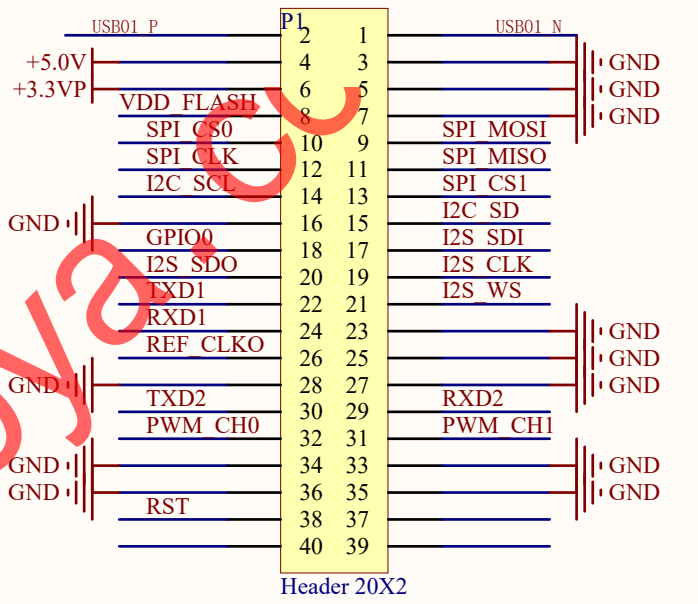 P1
USB01_P 2 1 USB01_N
+5.0V 4 3 GND
+3.3VP 6 5 GND
VDD_FLASH 8 7 GND
SPI_CS0 10 9 SPI_MOSI
SPI_CLK 12 11 SPI_MISO
I2C_SCL 14 13 SPI_CS1
GND 16 15 I2C_SD
GPIO0 18 17 I2S_SDI
I2S_SDO 20 19 I2S_CLK
TXD1 22 21 I2S_WS
RXD1 24 23 GND
REF_CLKO 26 25 GND
GND 28 27 GND
TXD2 30 29 RXD2
PWM_CH0 32 31 PWM_CH1
GND 34 33 GND
GND 36 35 GND
RST 38 37
40 39
Header 20X2
ya.cc